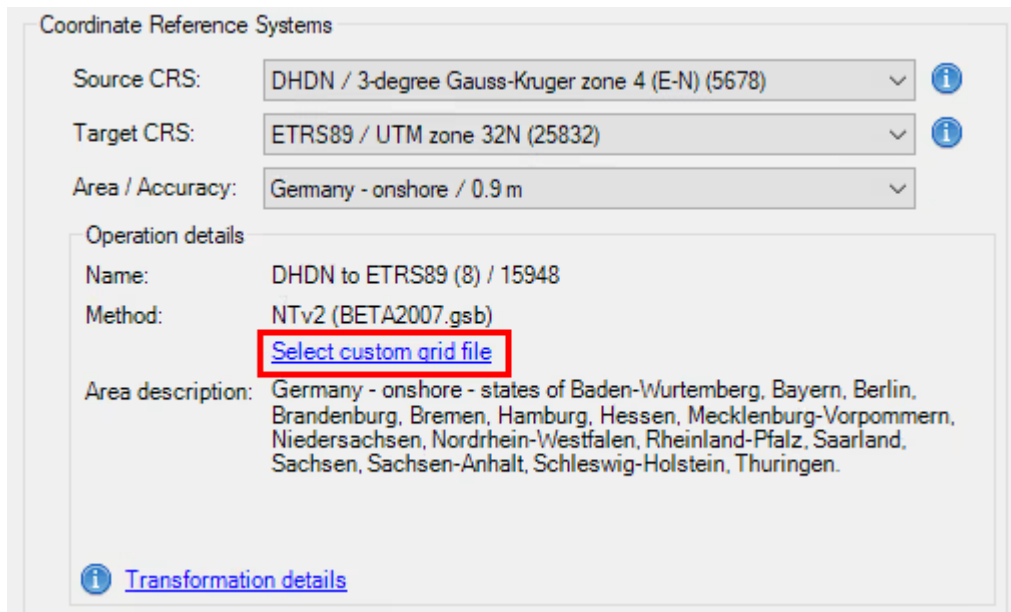 Coordinate Reference Systems
Source CRS: DHDN / 3-degree Gauss-Kruger zone 4 (E-N) (5678)
Target CRS: ETRS89 / UTM zone 32N (25832)
Area / Accuracy: Germany - onshore / 0.9 m
Operation details
Name: DHDN to ETRS89 (8) / 15948
Method: NTv2 (BETA2007.gsb)
Select custom grid file
Area description: Germany - onshore - states of Baden-Wurtemberg, Bayern, Berlin,
Brandenburg, Bremen, Hamburg, Hessen, Mecklenburg-Vorpommern,
Niedersachsen, Nordrhein-Westfalen, Rheinland-Pfalz, Saarland,
Sachsen, Sachsen-Anhalt, Schleswig-Holstein, Thuringen.
Transformation details